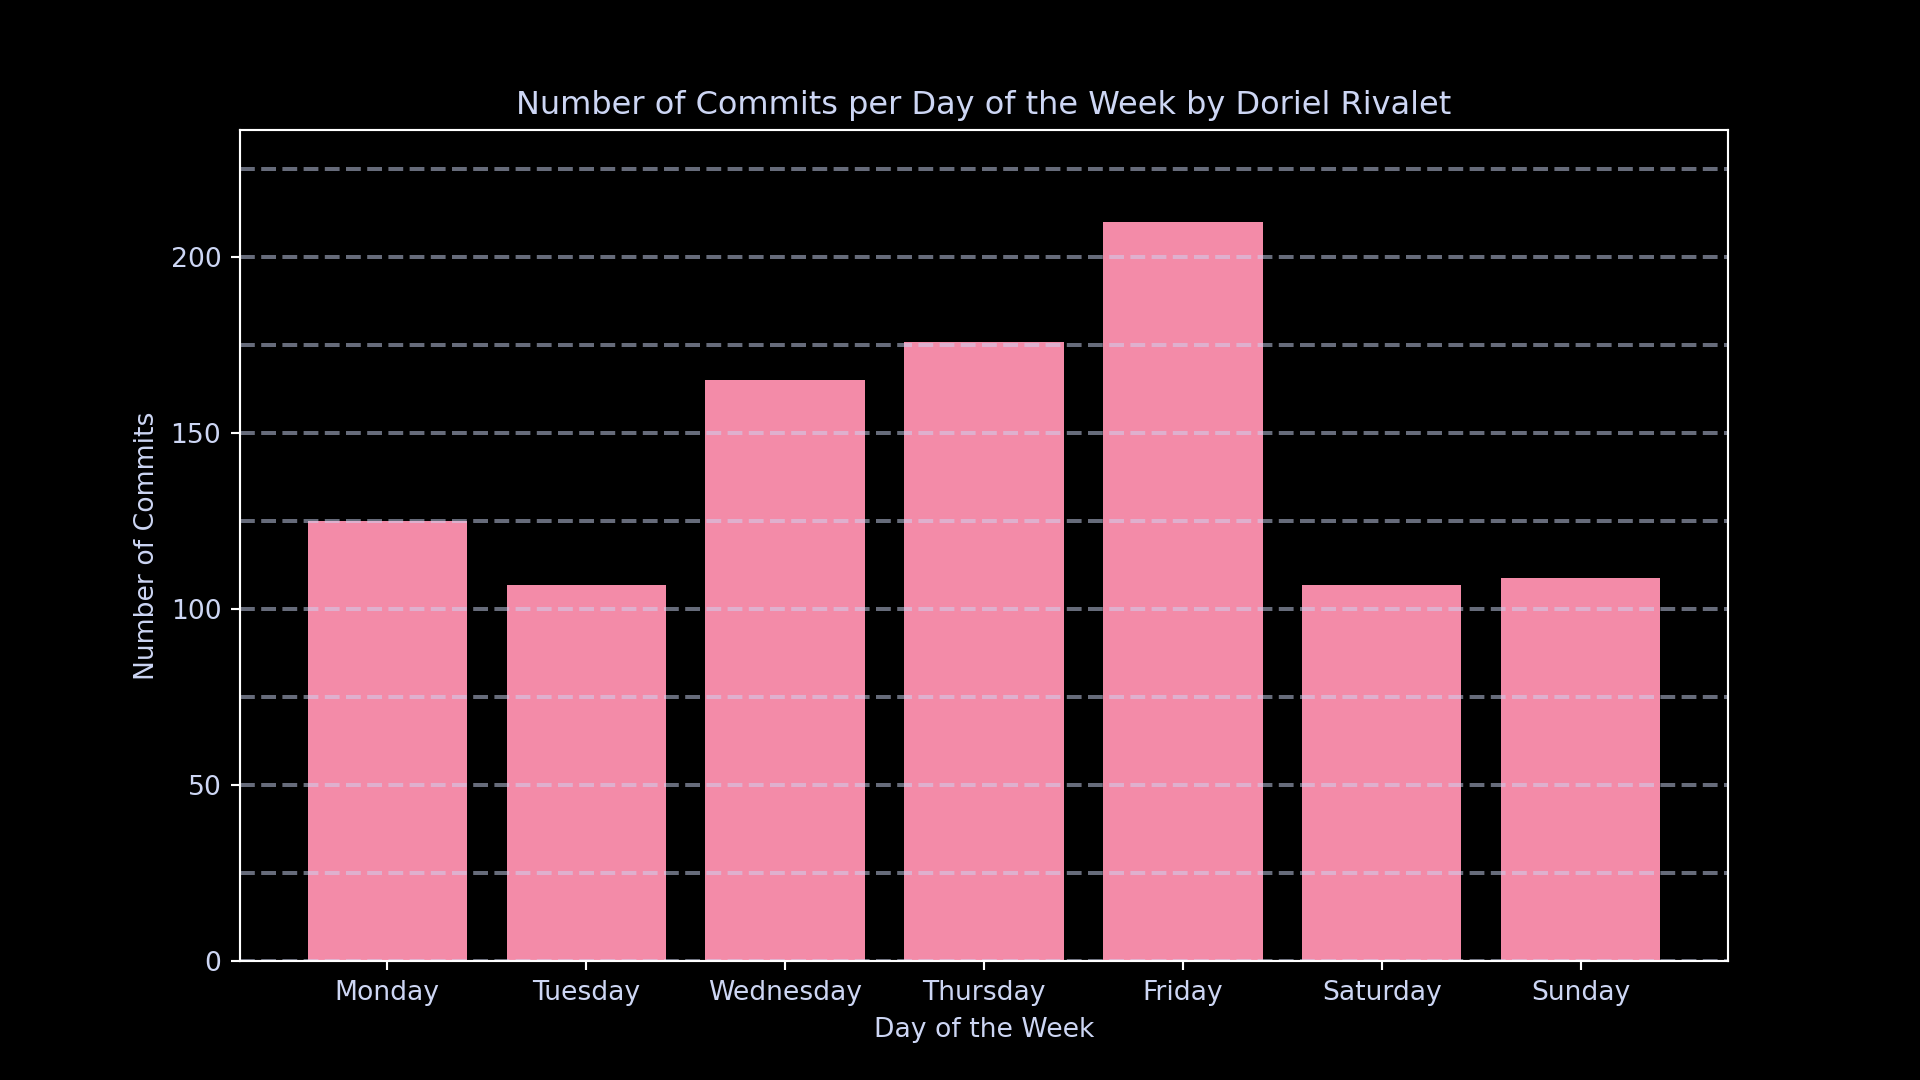 Number of Commits per Day of the Week by Doriel Rivalet
Number of Commits
200
150
100
50
0
Monday Tuesday Wednesday Thursday Friday Saturday Sunday
Day of the Week